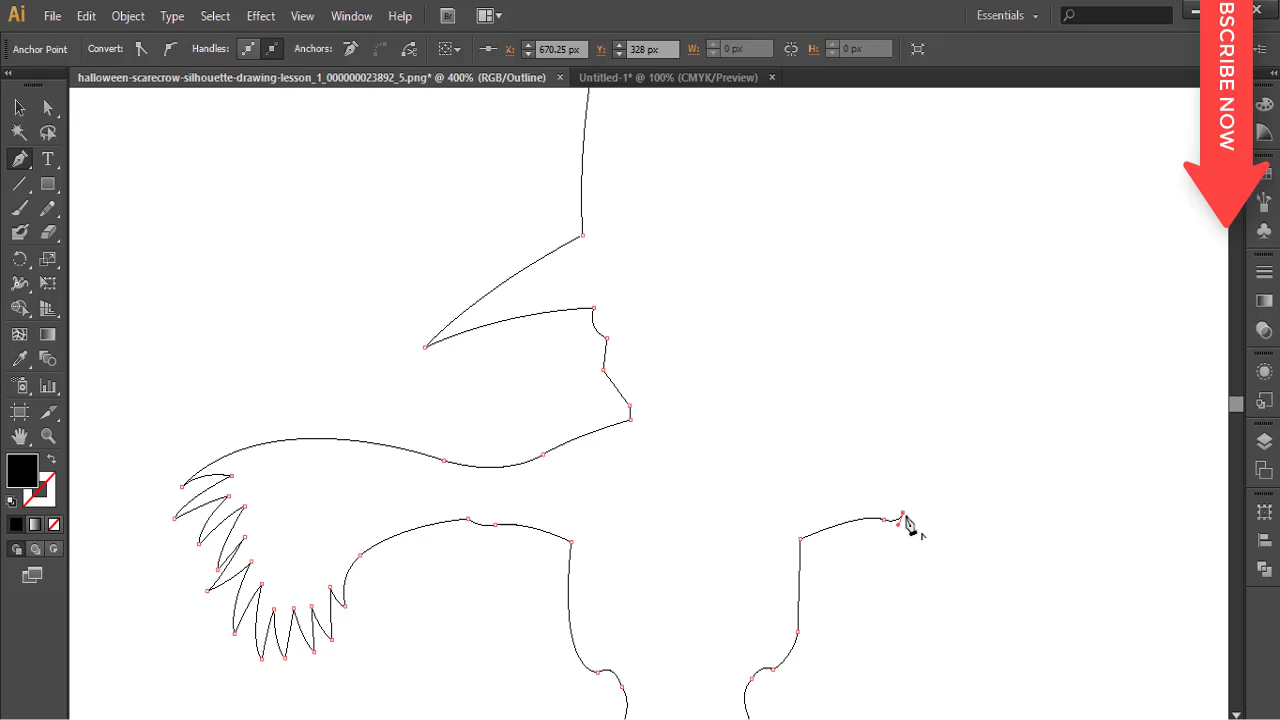 Ai File Edit Object Type Select Effect View Window Help Br Essentials
Anchor Point Convert: Handles: Anchors: X: 670.25 px Y: 328 px W: 0 px H: 0 px
halloween-scarecrow-silhouette-drawing-lesson_1_000000023892_5.png* @ 400% (RGB/Outline) × Untitled-1* @ 100% (CMYK/Preview) ×
BSCRIBE NOW
T